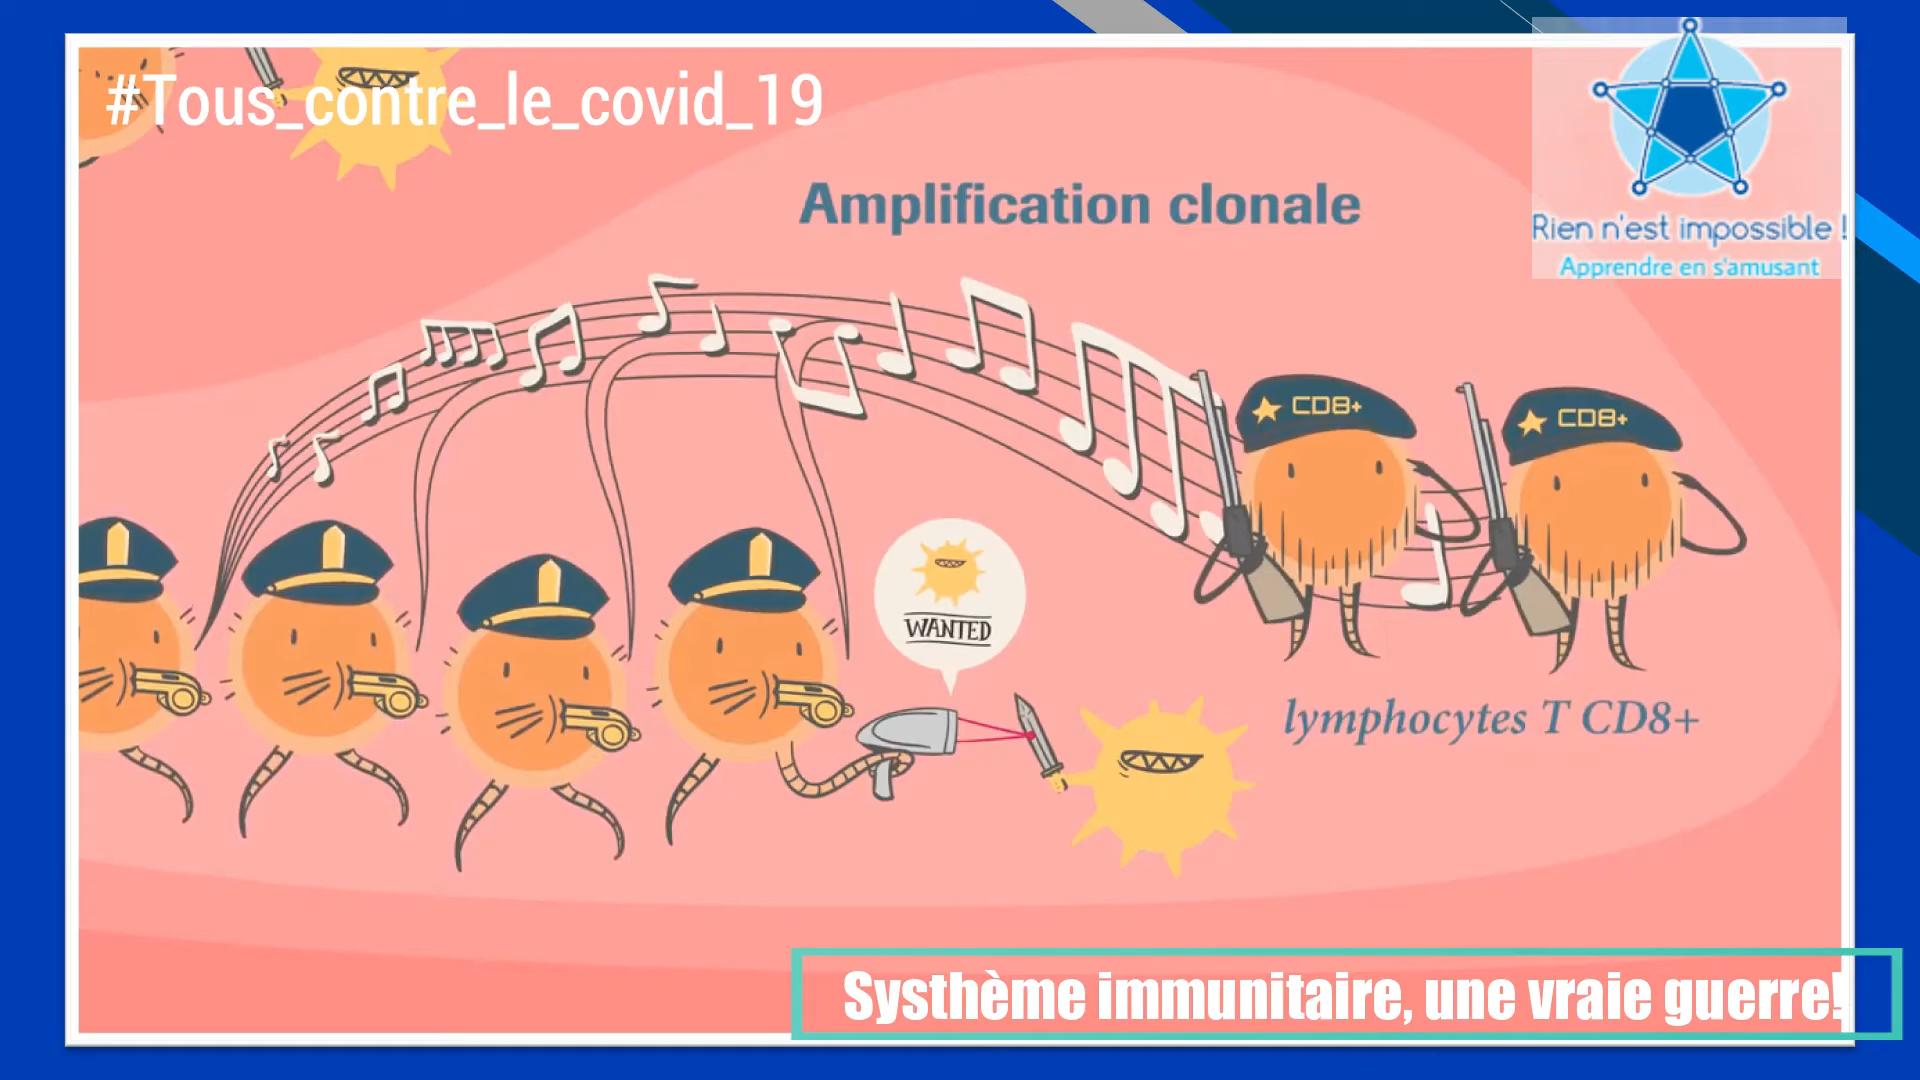 #Tous_contre_le_covid_19
Amplification clonale
Rien n'est impossible !
Apprendre en s'amusant
CD8+
CD8+
WANTED
lymphocytes T CD8+
Systhème immunitaire, une vraie guerre!